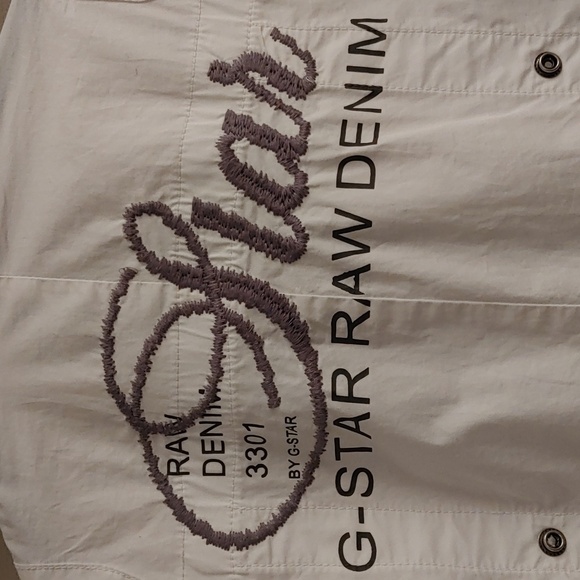 Star
RAW
DENIM.
3301
BY G-STAR
G-STAR RAW DENIM